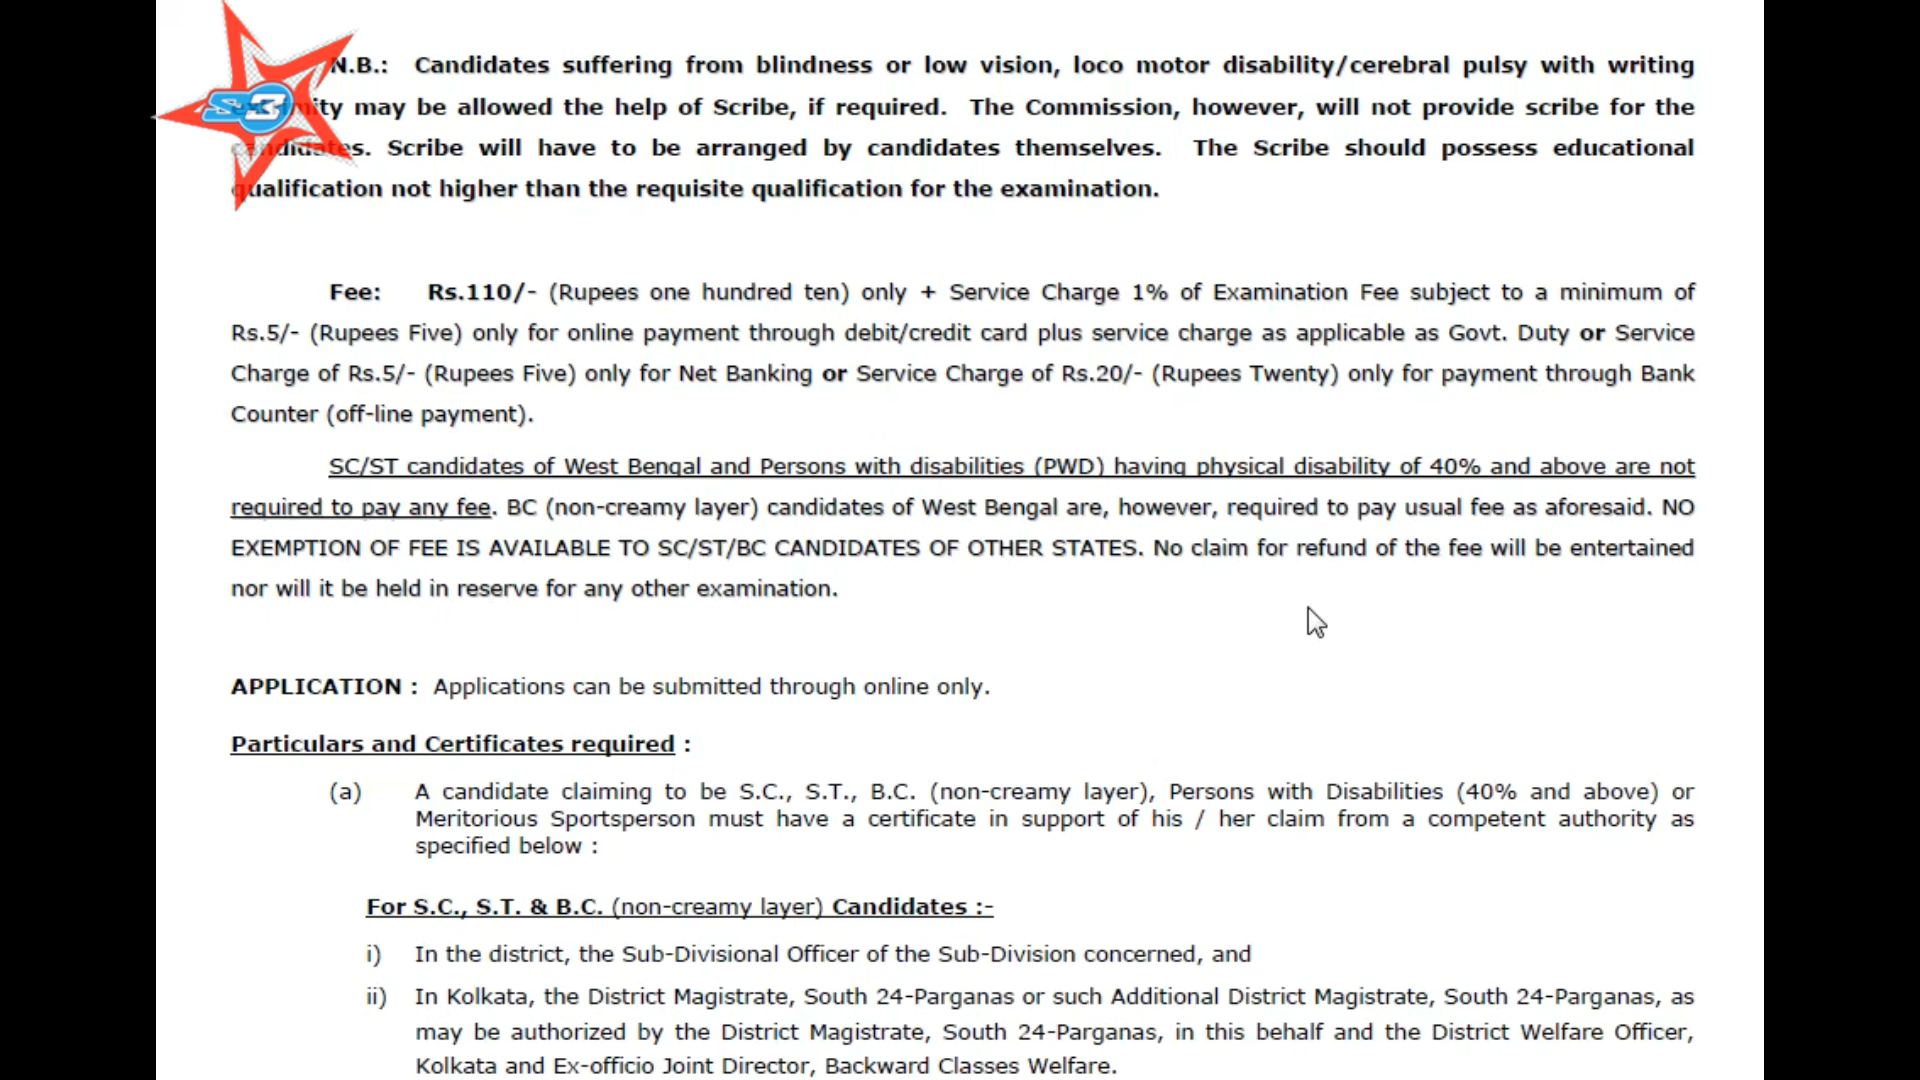 N.B.: Candidates suffering from blindness or low vision, loco motor disability/cerebral pulsy with writing
extrimity may be allowed the help of Scribe, if required. The Commission, however, will not provide scribe for the
candidates. Scribe will have to be arranged by candidates themselves. The Scribe should possess educational
qualification not higher than the requisite qualification for the examination.
Fee: Rs.110/- (Rupees one hundred ten) only + Service Charge 1% of Examination Fee subject to a minimum of
Rs.5/- (Rupees Five) only for online payment through debit/credit card plus service charge as applicable as Govt. Duty or Service
Charge of Rs.5/- (Rupees Five) only for Net Banking or Service Charge of Rs.20/- (Rupees Twenty) only for payment through Bank
Counter (off-line payment).
SC/ST candidates of West Bengal and Persons with disabilities (PWD) having physical disability of 40% and above are not
required to pay any fee. BC (non-creamy layer) candidates of West Bengal are, however, required to pay usual fee as aforesaid. NO
EXEMPTION OF FEE IS AVAILABLE TO SC/ST/BC CANDIDATES OF OTHER STATES. No claim for refund of the fee will be entertained
nor will it be held in reserve for any other examination.
APPLICATION : Applications can be submitted through online only.
Particulars and Certificates required :
(a) A candidate claiming to be S.C., S.T., B.C. (non-creamy layer), Persons with Disabilities (40% and above) or
Meritorious Sportsperson must have a certificate in support of his / her claim from a competent authority as
specified below :
For S.C., S.T. & B.C. (non-creamy layer) Candidates :-
i) In the district, the Sub-Divisional Officer of the Sub-Division concerned, and
ii) In Kolkata, the District Magistrate, South 24-Parganas or such Additional District Magistrate, South 24-Parganas, as
may be authorized by the District Magistrate, South 24-Parganas, in this behalf and the District Welfare Officer,
Kolkata and Ex-officio Joint Director, Backward Classes Welfare.